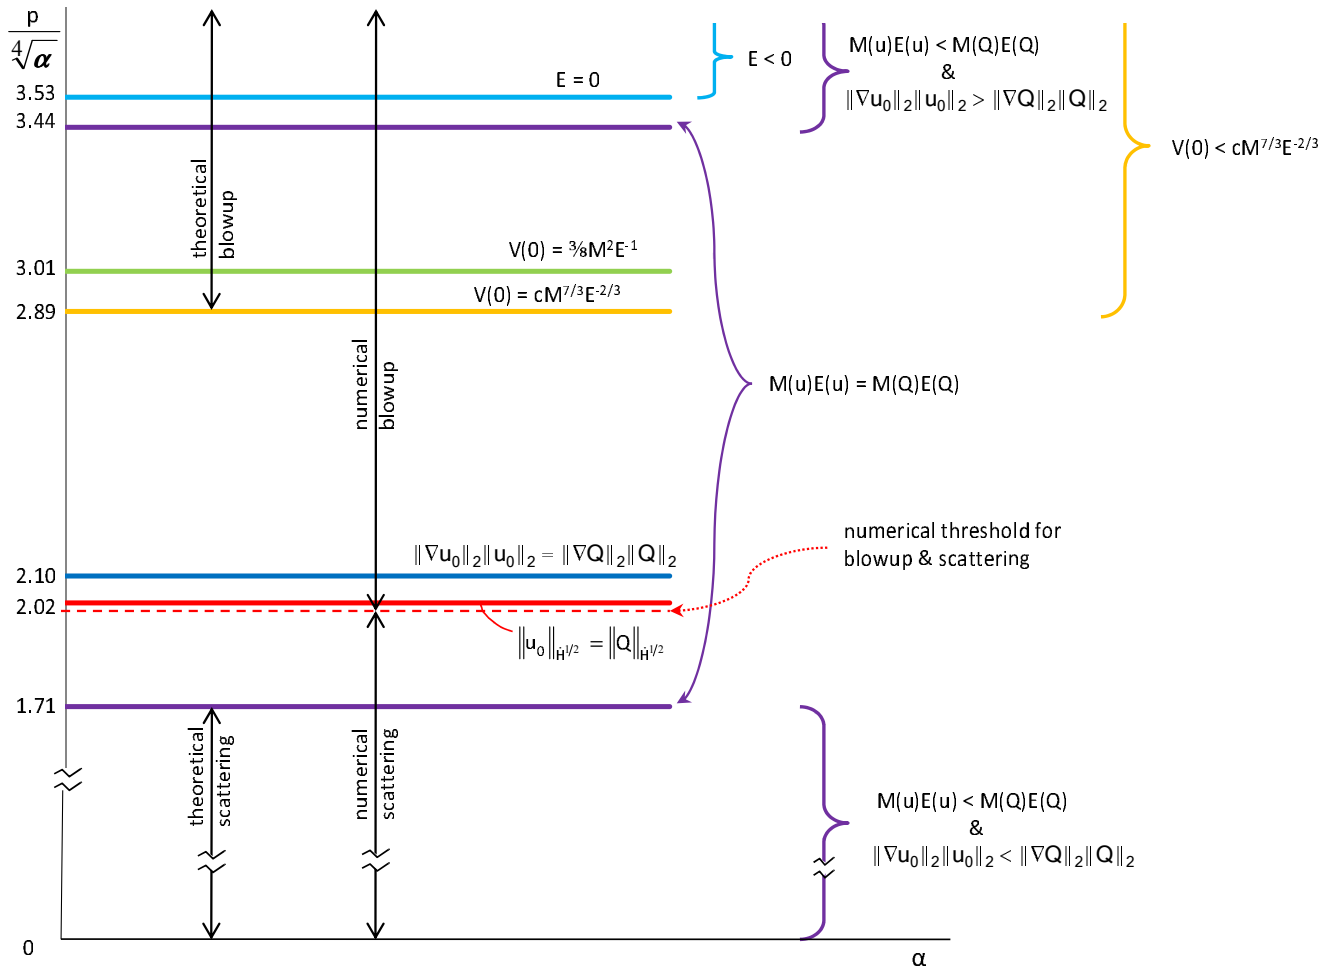 p
∜α
3.53
3.44
3.01
2.89
2.10
2.02
1.71
0
α
E = 0
V(0) = ⅜M²E⁻¹
V(0) = cM^7/3E^-2/3
‖∇u₀‖₂‖u₀‖₂ = ‖∇Q‖₂‖Q‖₂
‖u₀‖Ḣ^1/2 = ‖Q‖Ḣ^1/2
theoretical
blowup
numerical
blowup
theoretical
scattering
numerical
scattering
E < 0
M(u)E(u) < M(Q)E(Q)
&
‖∇u₀‖₂‖u₀‖₂ > ‖∇Q‖₂‖Q‖₂
V(0) < cM^7/3E^-2/3
M(u)E(u) = M(Q)E(Q)
numerical threshold for
blowup & scattering
M(u)E(u) < M(Q)E(Q)
&
‖∇u₀‖₂‖u₀‖₂ < ‖∇Q‖₂‖Q‖₂